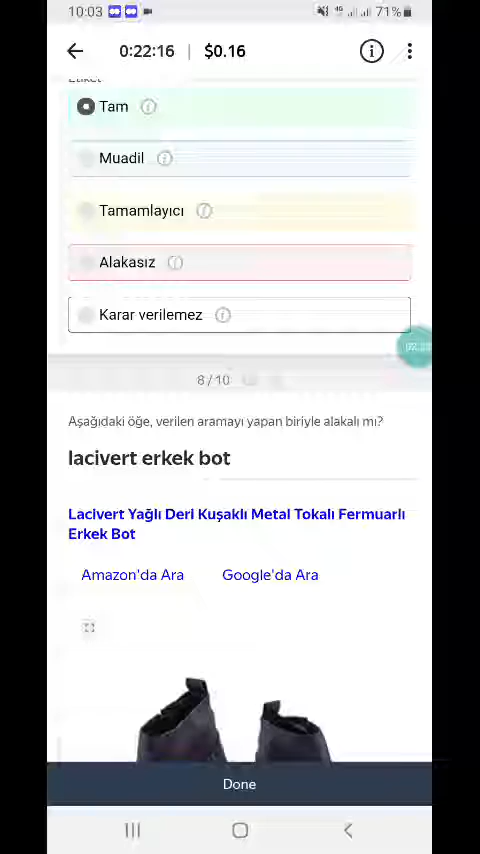 10:03
4G
71%
0:22:16 | $0.16
Etiket
Tam
Muadil
Tamamlayıcı
Alakasız
Karar verilemez
8 / 10
Aşağıdaki öğe, verilen aramayı yapan biriyle alakalı mı?
lacivert erkek bot
Lacivert Yağlı Deri Kuşaklı Metal Tokalı Fermuarlı
Erkek Bot
Amazon'da Ara
Google'da Ara
Done